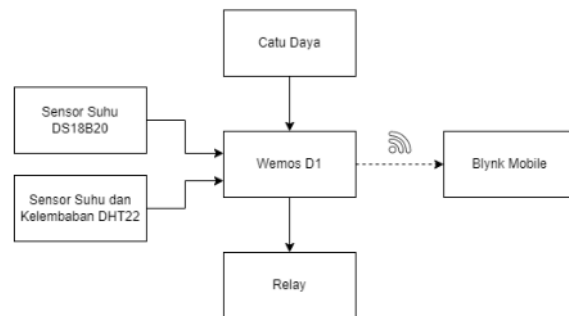 Catu Daya
Sensor Suhu
DS18B20
Wemos D1
Blynk Mobile
Sensor Suhu dan
Kelembaban DHT22
Relay